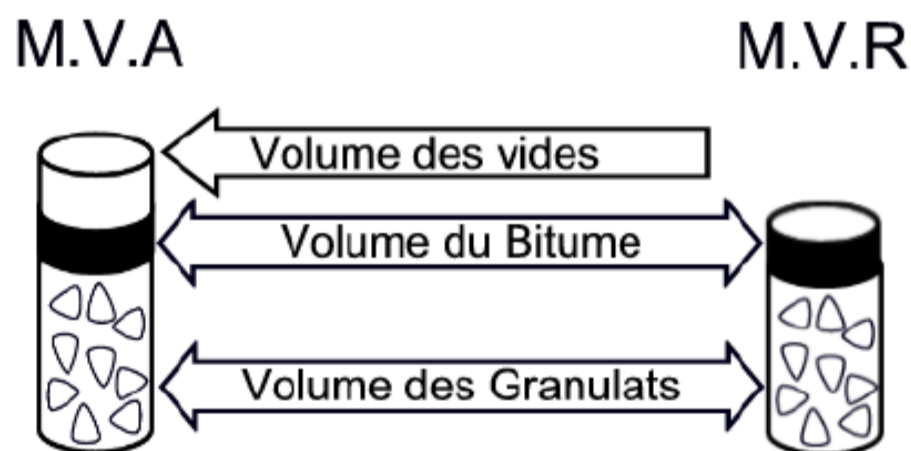 M.V.A
M.V.R
Volume des vides
Volume du Bitume
Volume des Granulats